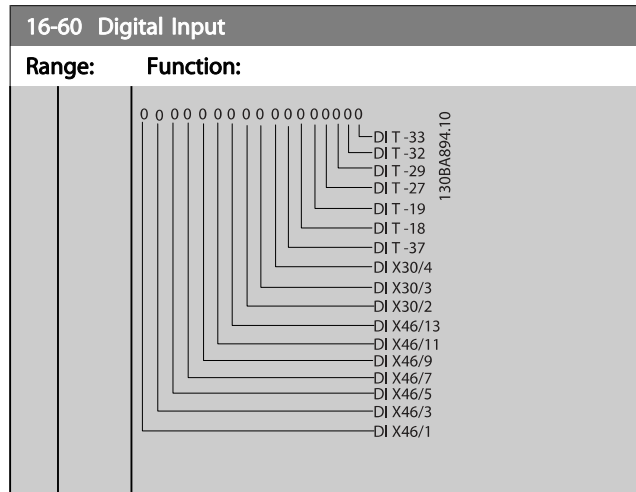 16-60 Digital Input
Range: Function:
0 0 0 0 0 0 0 0 0 0 0 0 0 0 0 0 0
DI T -33
DI T -32
DI T -29
DI T -27
DI T -19
DI T -18
DI T -37
DI X30/4
DI X30/3
DI X30/2
DI X46/13
DI X46/11
DI X46/9
DI X46/7
DI X46/5
DI X46/3
DI X46/1
130BA894.10